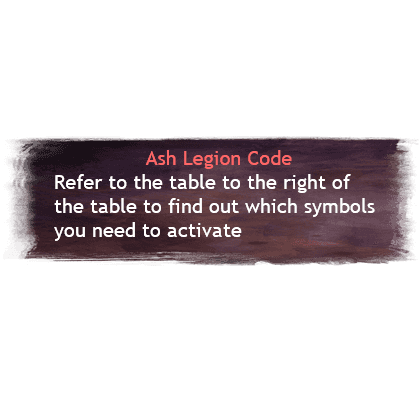 Ash Legion Code
Refer to the table to the right of
the table to find out which symbols
you need to activate